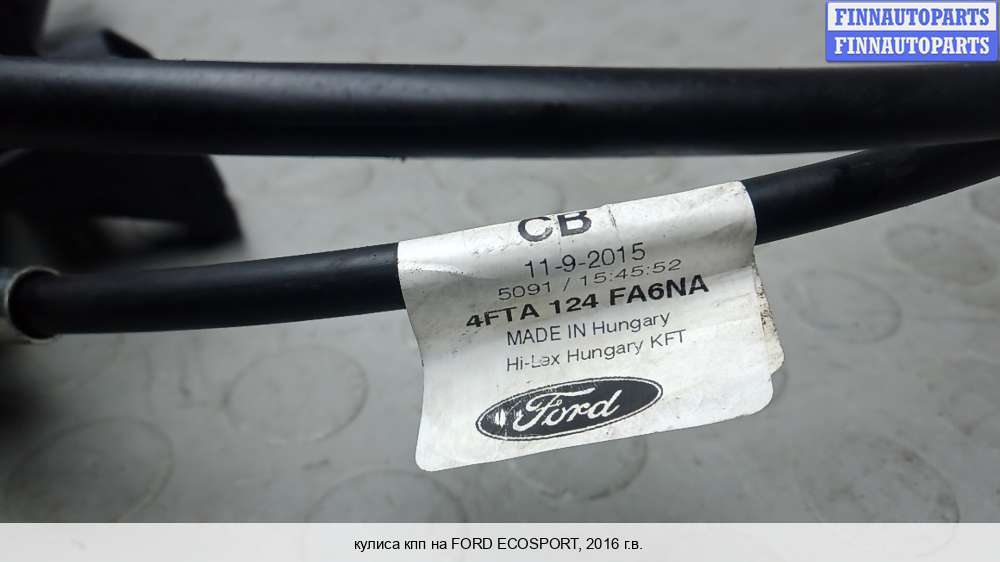 FINNAUTOPARTS
FINNAUTOPARTS
CB
11-9-2015
5091 / 15:45:52
4FTA 124 FA6NA
MADE IN Hungary
Hi-Lex Hungary KFT
Ford
кулиса кпп на FORD ECOSPORT, 2016 г.в.